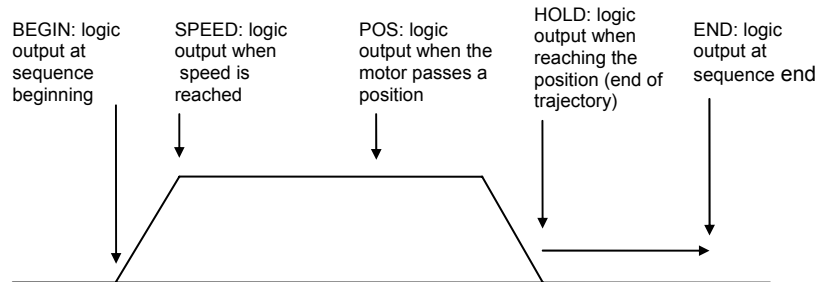 BEGIN: logic
output at
sequence
beginning
SPEED: logic
output when
speed is
reached
POS: logic
output when the
motor passes a
position
HOLD: logic
output when
reaching the
position (end of
trajectory)
END: logic
output at
sequence end